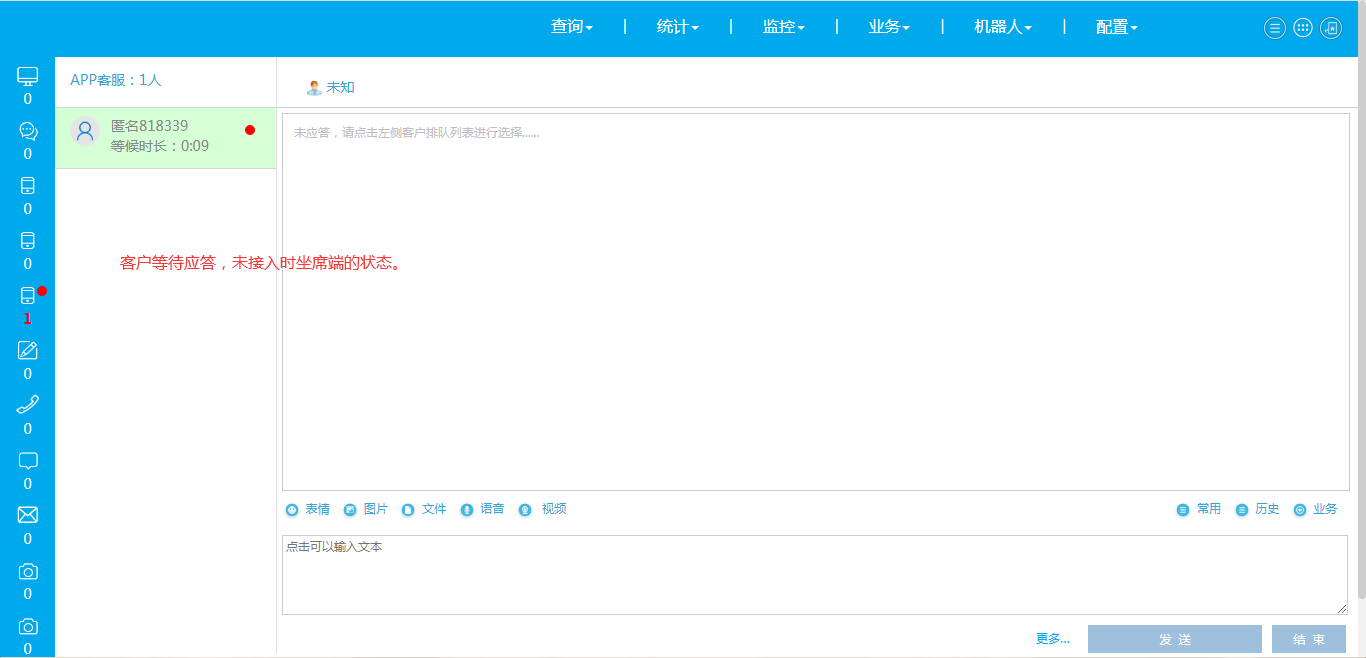 查询 | 统计 | 监控 | 业务 | 机器人 | 配置
0
0
0
0
1
0
0
0
0
0
0
APP客服：1人
匿名818339
等候时长：0:09
未知
未应答，请点击左侧客户排队列表进行选择......
客户等待应答，未接入时坐席端的状态。
表情 图片 文件 语音 视频 常用 历史 业务
点击可以输入文本
更多... 发 送 结 束